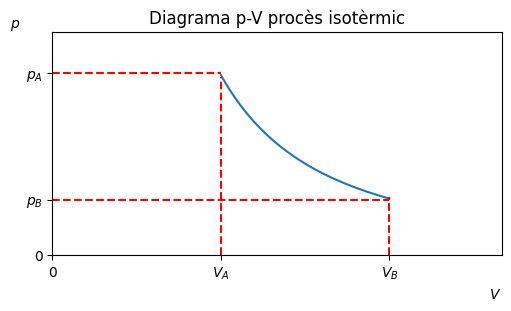 Diagrama p-V procès isotèrmic
p
p_A
p_B
0
0 V_A V_B
V